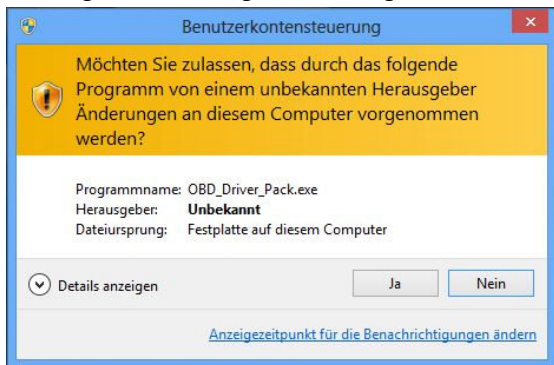 Benutzerkontensteuerung
Möchten Sie zulassen, dass durch das folgende
Programm von einem unbekannten Herausgeber
Änderungen an diesem Computer vorgenommen
werden?
Programmname: OBD_Driver_Pack.exe
Herausgeber: Unbekannt
Dateiursprung: Festplatte auf diesem Computer
Details anzeigen
Ja
Nein
Anzeigezeitpunkt für die Benachrichtigungen ändern